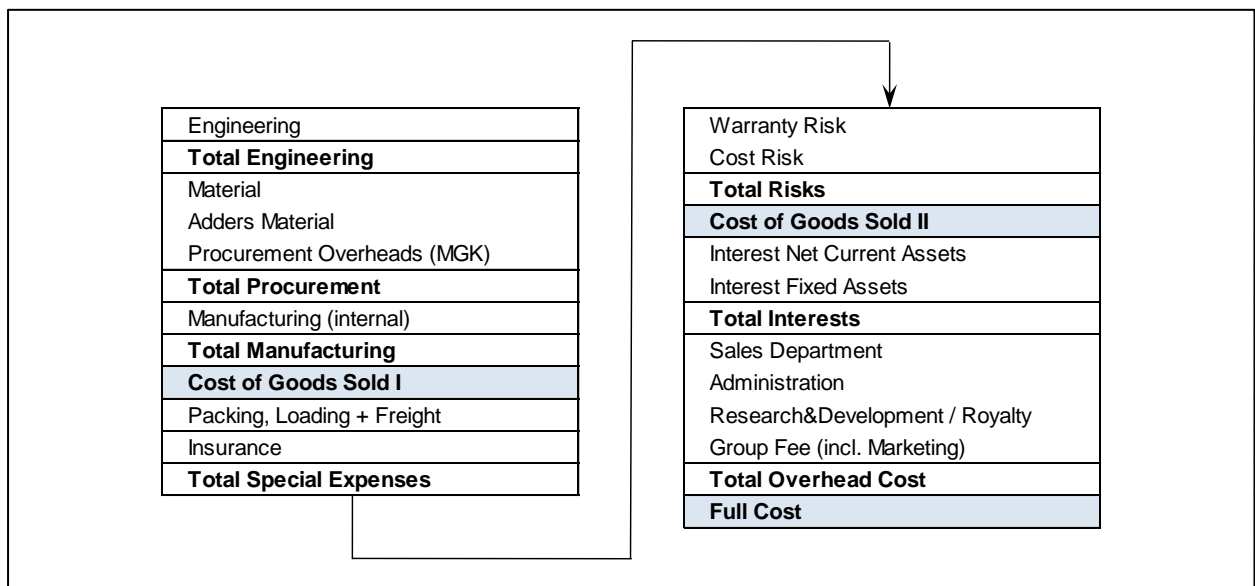 Engineering
Total Engineering
Material
Adders Material
Procurement Overheads (MGK)
Total Procurement
Manufacturing (internal)
Total Manufacturing
Cost of Goods Sold I
Packing, Loading + Freight
Insurance
Total Special Expenses
Warranty Risk
Cost Risk
Total Risks
Cost of Goods Sold II
Interest Net Current Assets
Interest Fixed Assets
Total Interests
Sales Department
Administration
Research&Development / Royalty
Group Fee (incl. Marketing)
Total Overhead Cost
Full Cost